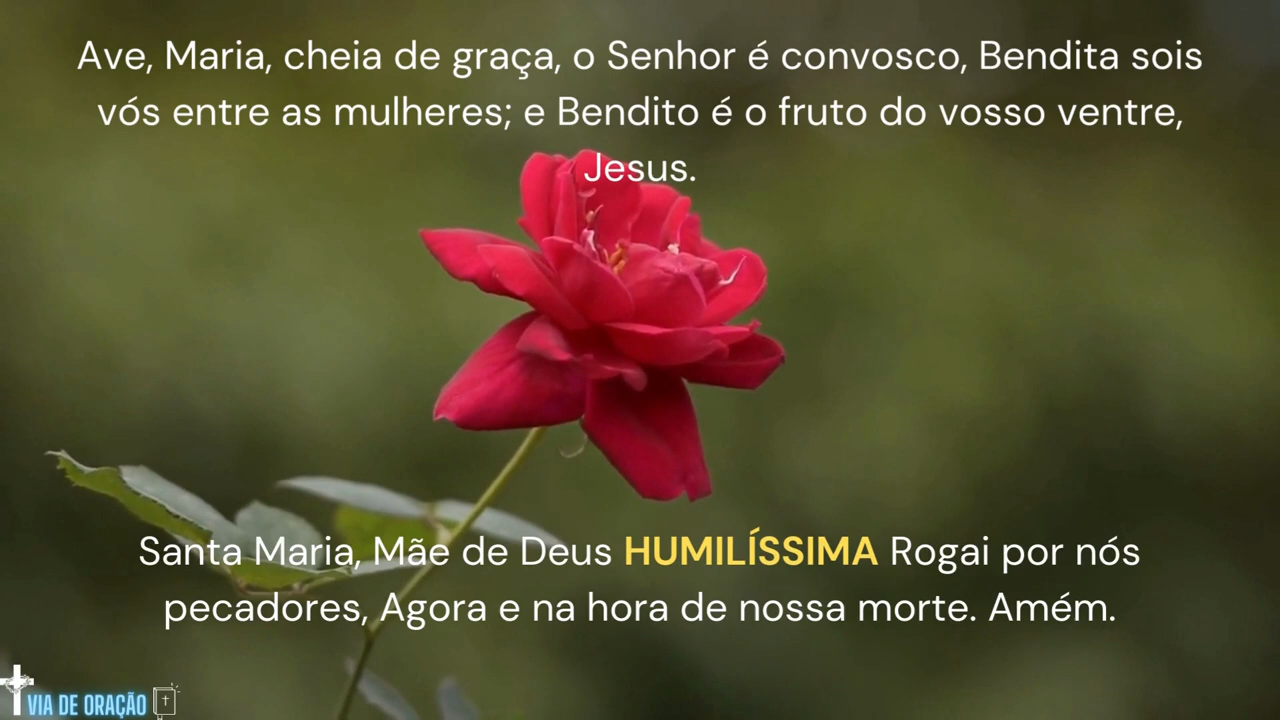 Ave, Maria, cheia de graça, o Senhor é convosco, Bendita sois
vós entre as mulheres; e Bendito é o fruto do vosso ventre,
Jesus.
Santa Maria, Mãe de Deus HUMILÍSSIMA Rogai por nós
pecadores, Agora e na hora de nossa morte. Amém.
VIA DE ORAÇÃO